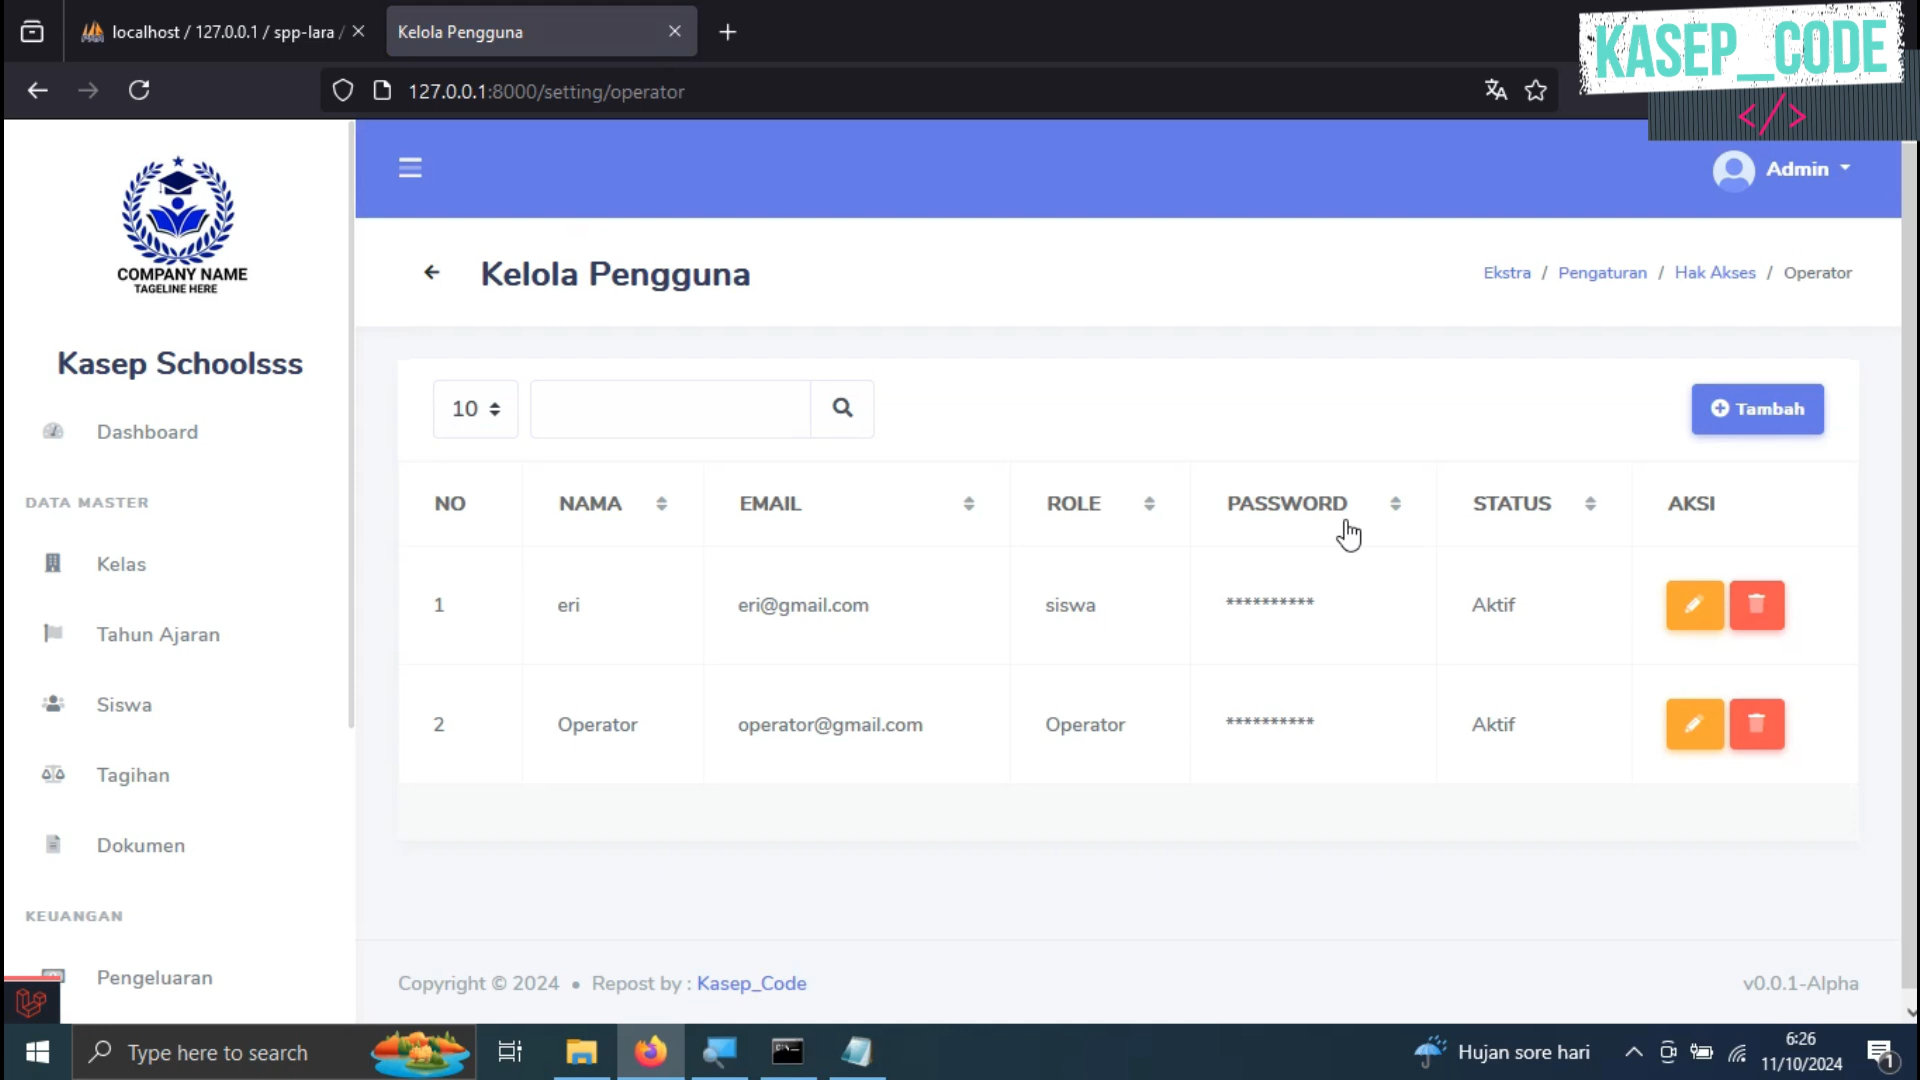 localhost / 127.0.0.1 / spp-lara /
Kelola Pengguna
KASEP_CODE
</>
127.0.0.1:8000/setting/operator
Admin
COMPANY NAME
TAGELINE HERE
Kelola Pengguna
Ekstra / Pengaturan / Hak Akses / Operator
Kasep Schoolsss
10
Tambah
Dashboard
DATA MASTER
Kelas
Tahun Ajaran
Siswa
Tagihan
Dokumen
KEUANGAN
Pengeluaran
NO NAMA EMAIL ROLE PASSWORD STATUS AKSI
1 eri eri@gmail.com siswa ********** Aktif
2 Operator operator@gmail.com Operator ********** Aktif
Copyright © 2024 • Repost by : Kasep_Code
v0.0.1-Alpha
Type here to search
Hujan sore hari
6:26
11/10/2024
1